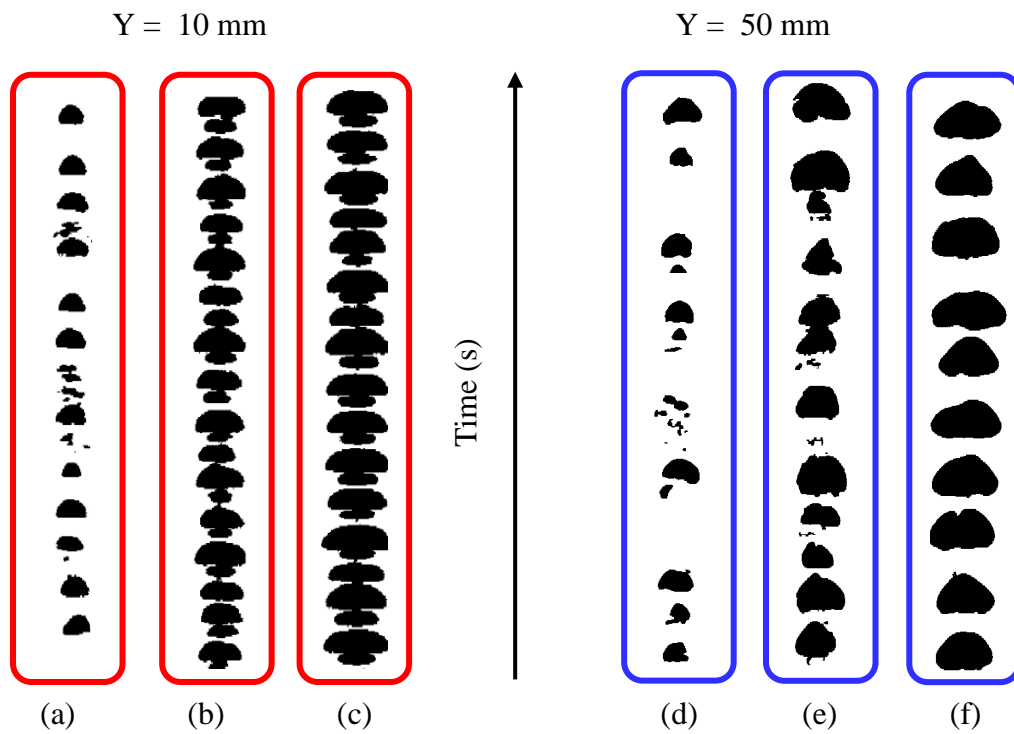 Y =  10 mm
Y =  50 mm
Time (s)
(a)
(b)
(c)
(d)
(e)
(f)